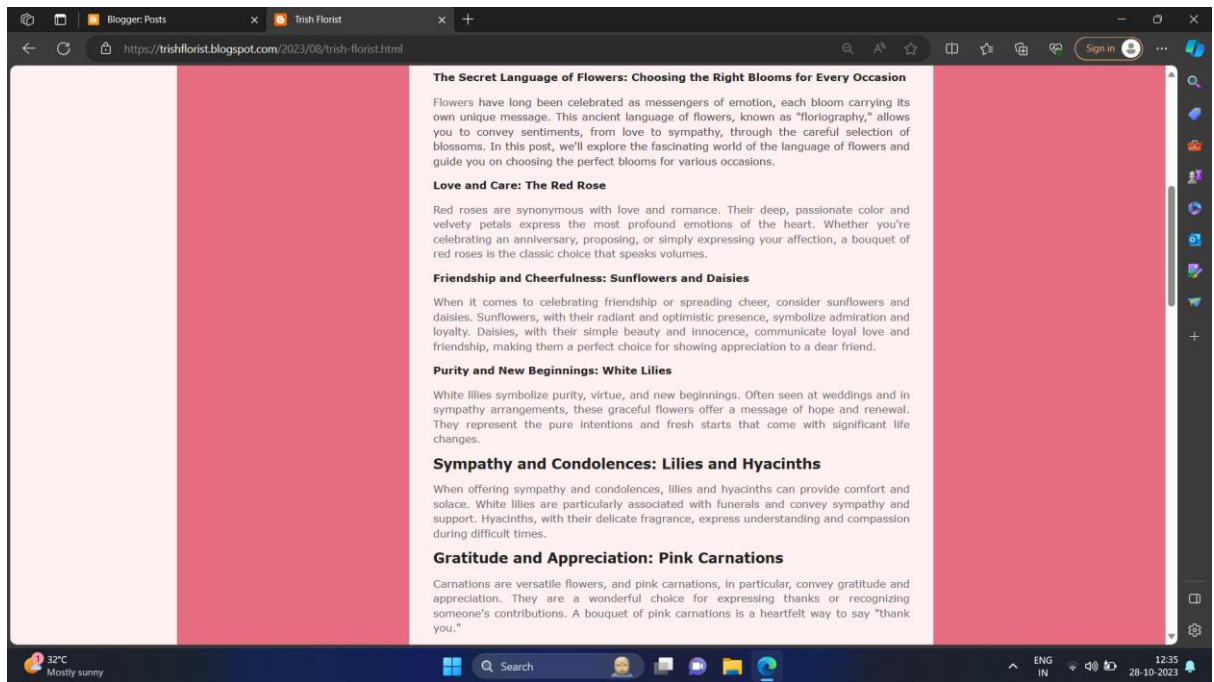 Blogger: Posts
Trish Florist
https://trishflorist.blogspot.com/2023/08/trish-florist.html
Sign in
The Secret Language of Flowers: Choosing the Right Blooms for Every Occasion
Flowers have long been celebrated as messengers of emotion, each bloom carrying its
own unique message. This ancient language of flowers, known as "floriography," allows
you to convey sentiments, from love to sympathy, through the careful selection of
blossoms. In this post, we'll explore the fascinating world of the language of flowers and
guide you on choosing the perfect blooms for various occasions.
Love and Care: The Red Rose
Red roses are synonymous with love and romance. Their deep, passionate color and
velvety petals express the most profound emotions of the heart. Whether you're
celebrating an anniversary, proposing, or simply expressing your affection, a bouquet of
red roses is the classic choice that speaks volumes.
Friendship and Cheerfulness: Sunflowers and Daisies
When it comes to celebrating friendship or spreading cheer, consider sunflowers and
daisies. Sunflowers, with their radiant and optimistic presence, symbolize admiration and
loyalty. Daisies, with their simple beauty and innocence, communicate loyal love and
friendship, making them a perfect choice for showing appreciation to a dear friend.
Purity and New Beginnings: White Lilies
White lilies symbolize purity, virtue, and new beginnings. Often seen at weddings and in
sympathy arrangements, these graceful flowers offer a message of hope and renewal.
They represent the pure intentions and fresh starts that come with significant life
changes.
Sympathy and Condolences: Lilies and Hyacinths
When offering sympathy and condolences, lilies and hyacinths can provide comfort and
solace. White lilies are particularly associated with funerals and convey sympathy and
support. Hyacinths, with their delicate fragrance, express understanding and compassion
during difficult times.
Gratitude and Appreciation: Pink Carnations
Carnations are versatile flowers, and pink carnations, in particular, convey gratitude and
appreciation. They are a wonderful choice for expressing thanks or recognizing
someone's contributions. A bouquet of pink carnations is a heartfelt way to say "thank
you."
1
32°C
Mostly sunny
Search
ENG
IN
12:35
28-10-2023